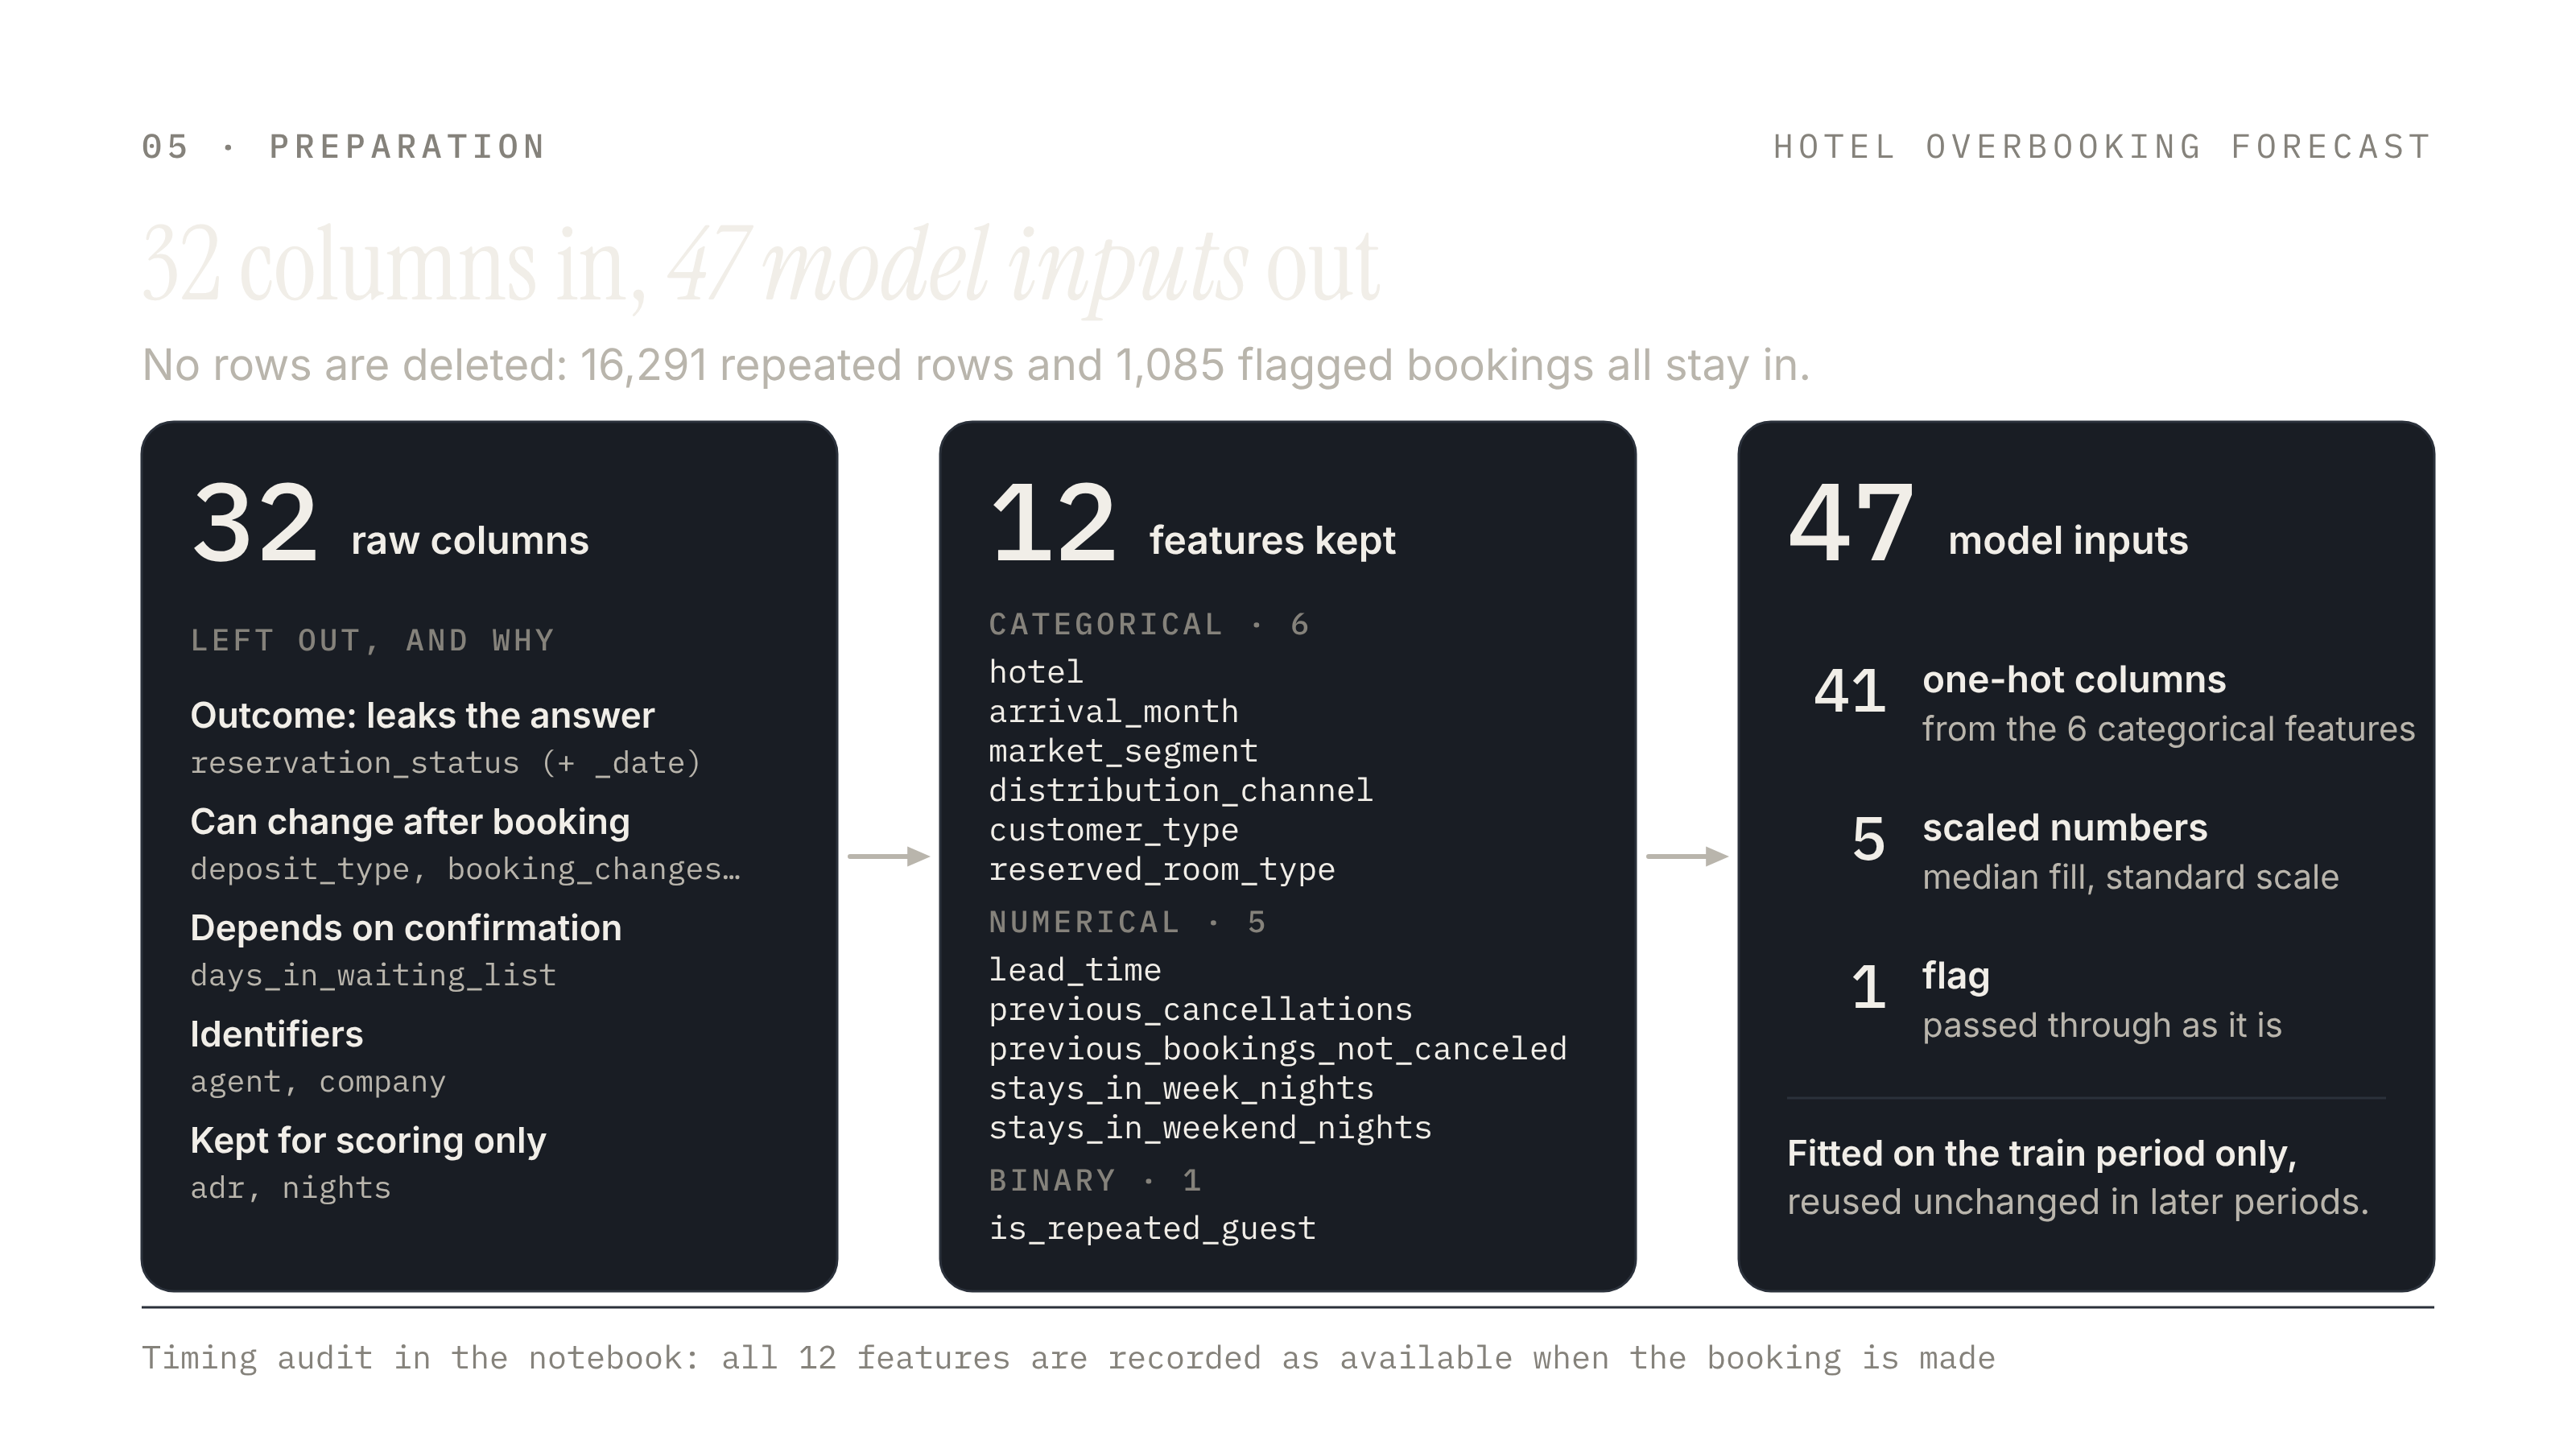 05 · PREPARATION
HOTEL OVERBOOKING FORECAST
32 columns in, 47 model inputs out
No rows are deleted: 16,291 repeated rows and 1,085 flagged bookings all stay in.
32 raw columns
LEFT OUT, AND WHY
Outcome: leaks the answer
reservation_status (+ _date)
Can change after booking
deposit_type, booking_changes…
Depends on confirmation
days_in_waiting_list
Identifiers
agent, company
Kept for scoring only
adr, nights
12 features kept
CATEGORICAL · 6
hotel
arrival_month
market_segment
distribution_channel
customer_type
reserved_room_type
NUMERICAL · 5
lead_time
previous_cancellations
previous_bookings_not_canceled
stays_in_week_nights
stays_in_weekend_nights
BINARY · 1
is_repeated_guest
47 model inputs
41 one-hot columns
from the 6 categorical features
5 scaled numbers
median fill, standard scale
1 flag
passed through as it is
Fitted on the train period only,
reused unchanged in later periods.
Timing audit in the notebook: all 12 features are recorded as available when the booking is made